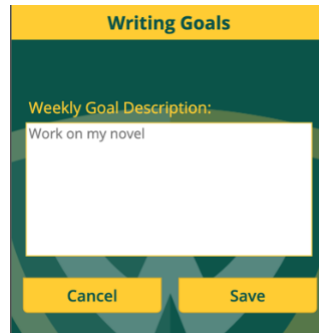 Writing Goals
Weekly Goal Description:
Work on my novel
Cancel
Save